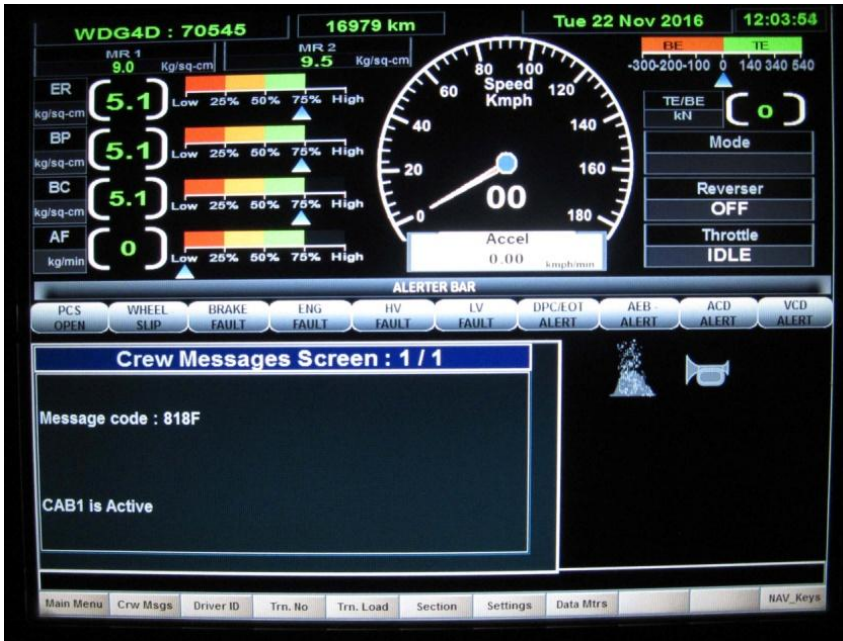 WDG4D : 70545
16979 km
Tue 22 Nov 2016
12:03:54
MR 1
9.0 Kg/sq-cm
MR 2
9.5 Kg/sq-cm
ER
kg/sq-cm
5.1
Low 25% 50% 75% High
BP
kg/sq-cm
5.1
Low 25% 50% 75% High
BC
kg/sq-cm
5.1
Low 25% 50% 75% High
AF
kg/min
0
Low 25% 50% 75% High
0 20 40 60 80 100 120 140 160 180
Speed
Kmph
00
Accel
0.00 kmph/min
BE TE
-300-200-100 0 140 340 540
TE/BE
kN
0
Mode
Reverser
OFF
Throttle
IDLE
ALERTER BAR
PCS OPEN
WHEEL SLIP
BRAKE FAULT
ENG FAULT
HV FAULT
LV FAULT
DPC/EOT ALERT
AEB ALERT
ACD ALERT
VCD ALERT
Crew Messages Screen : 1 / 1
Message code : 818F
CAB1 is Active
Main Menu
Crw Msgs
Driver ID
Trn. No
Trn. Load
Section
Settings
Data Mtrs
NAV_Keys